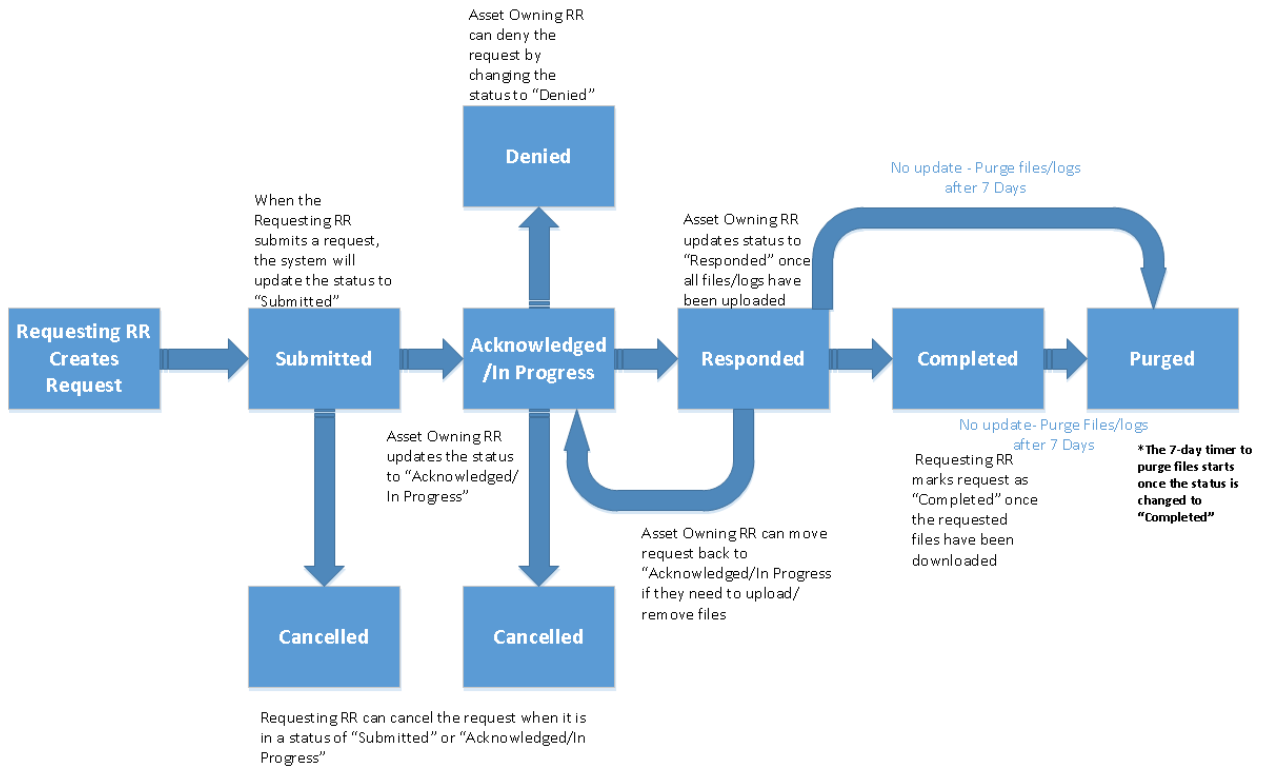 Asset Owning RR
can deny the
request by
changing the
status to “Denied”
Denied
No update - Purge files/logs
after 7 Days
When the
Requesting RR
submits a request,
the system will
update the status to
“Submitted”
Asset Owning RR
updates status to
“Responded” once
all files/logs have
been uploaded
Requesting RR
Creates
Request
Submitted
Acknowledged
/In Progress
Responded
Completed
Purged
Asset Owning RR
updates the status
to “Acknowledged/
In Progress”
No update- Purge Files/logs
after 7 Days
Requesting RR
marks request as
“Completed” once
the requested
files have been
downloaded
*The 7-day timer to
purge files starts
once the status is
changed to
“Completed”
Asset Owning RR can move
request back to
“Acknowledged/In Progress
if they need to upload/
remove files
Cancelled
Cancelled
Requesting RR can cancel the request when it is
in a status of “Submitted” or “Acknowledged/In
Progress”